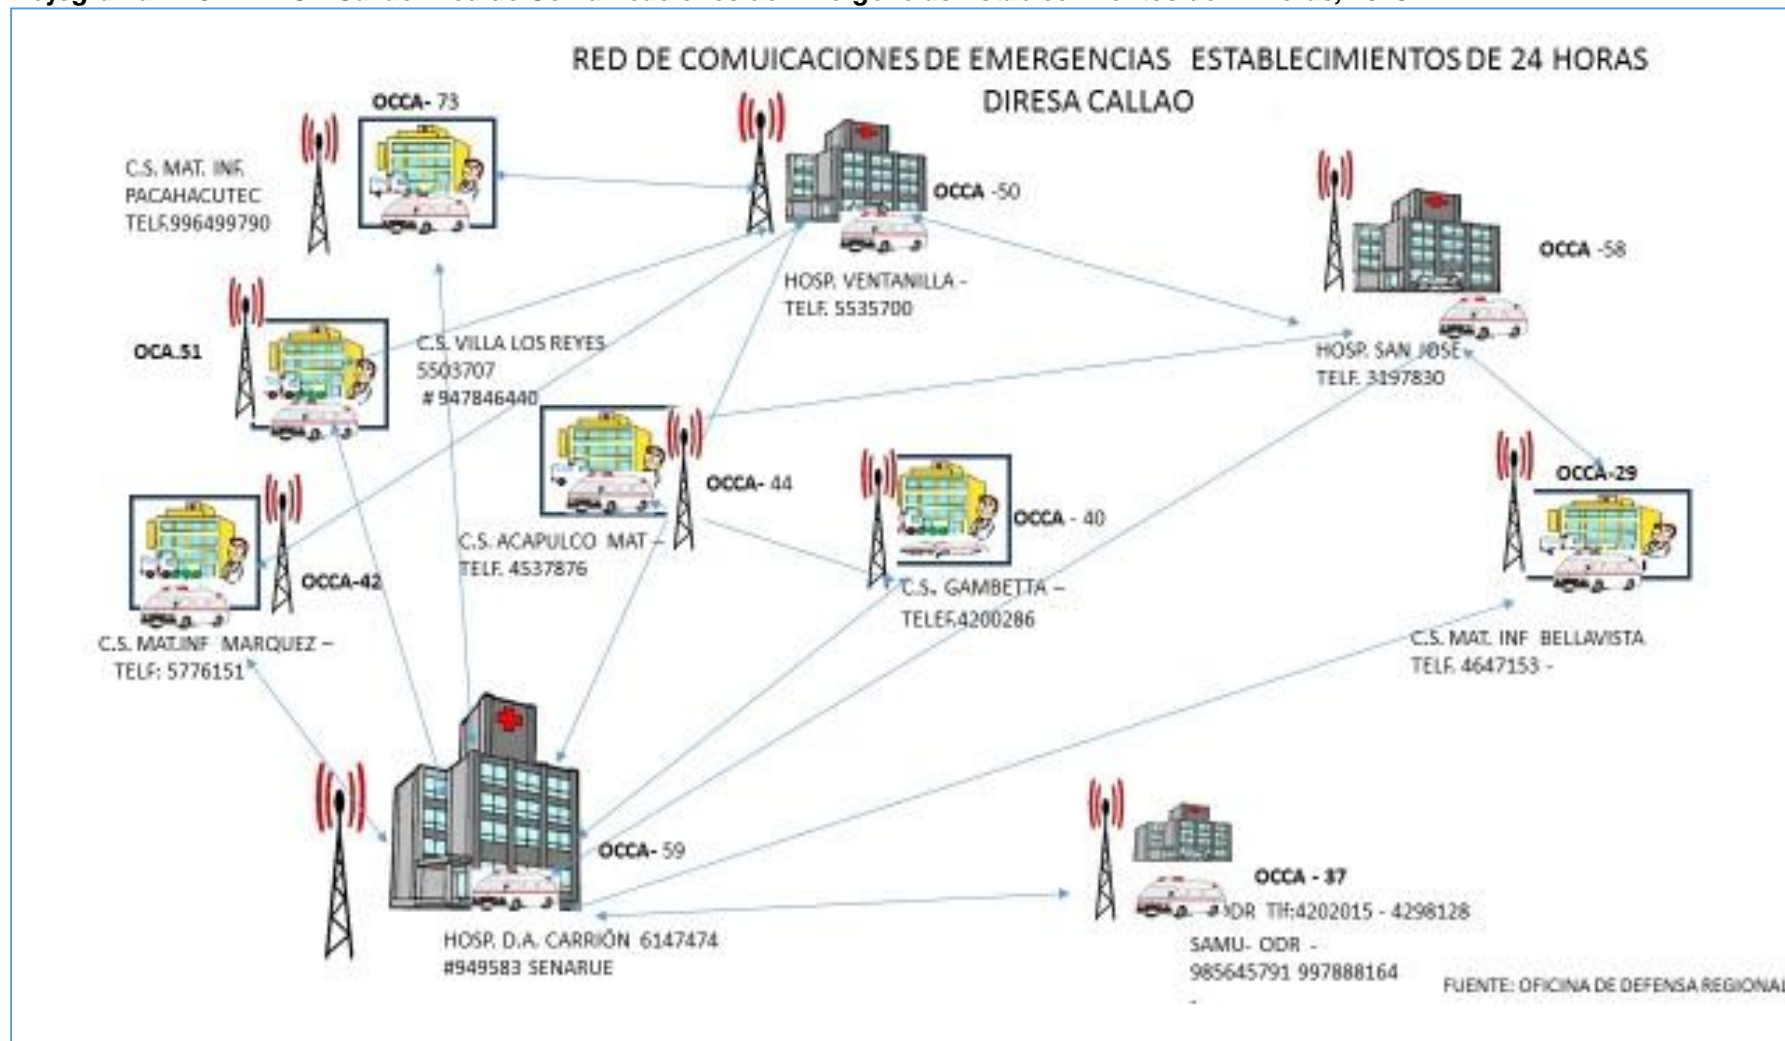 RED DE COMUICACIONES DE EMERGENCIAS ESTABLECIMIENTOS DE 24 HORAS
DIRESA CALLAO
OCCA- 73
C.S. MAT. INF.
PACAHACUTEC
TELF.996499790
OCCA -50
HOSP. VENTANILLA -
TELF. 5535700
OCCA -58
HOSP. SAN JOSE
TELF. 3197830
OCA.51
C.S. VILLA LOS REYES
5503707
# 947846440
OCCA- 44
C.S. ACAPULCO MAT –
TELF. 4537876
OCCA - 40
C.S. GAMBETTA –
TELEF.4200286
OCCA-29
C.S. MAT. INF BELLAVISTA
TELF. 4647153 -
OCCA-42
C.S. MAT.INF MARQUEZ –
TELF: 5776151
OCCA- 59
HOSP. D.A. CARRIÓN 6147474
#949583 SENARUE
OCCA - 37
ODR Tlf:4202015 - 4298128
SAMU- ODR -
985645791 997888164
-
FUENTE: OFICINA DE DEFENSA REGIONAL